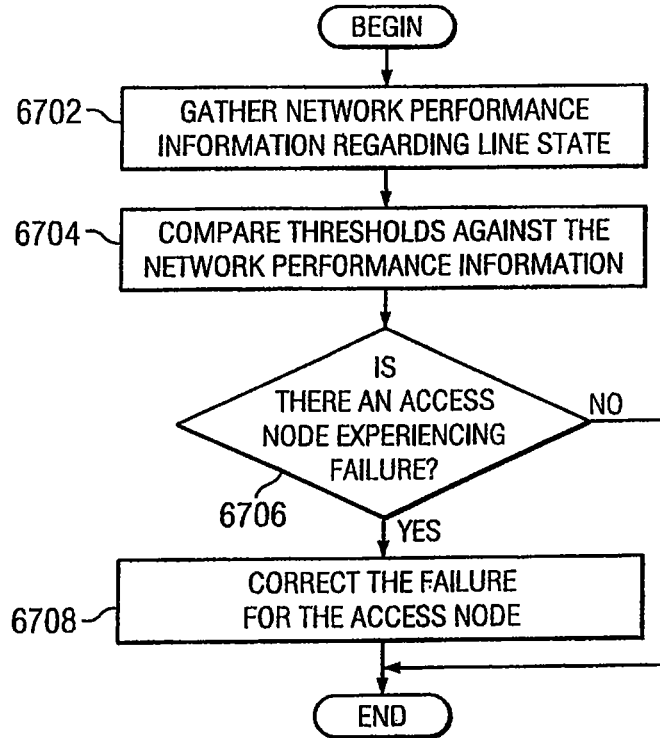 BEGIN
6702
GATHER NETWORK PERFORMANCE
INFORMATION REGARDING LINE STATE
6704
COMPARE THRESHOLDS AGAINST THE
NETWORK PERFORMANCE INFORMATION
IS
THERE AN ACCESS
NODE EXPERIENCING
FAILURE?
NO
6706
YES
6708
CORRECT THE FAILURE
FOR THE ACCESS NODE
END